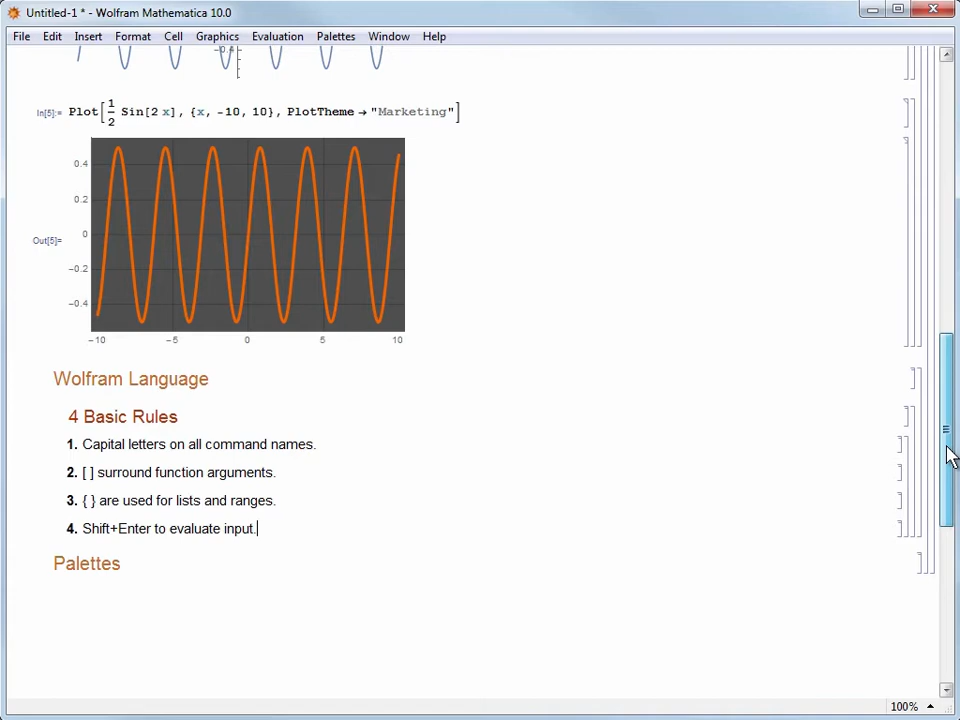 Untitled-1 * - Wolfram Mathematica 10.0
File Edit Insert Format Cell Graphics Evaluation Palettes Window Help
-0.4
In[5]:= Plot[1/2 Sin[2 x], {x, -10, 10}, PlotTheme → "Marketing"]
0.4
0.2
Out[5]= 0
-0.2
-0.4
-10 -5 0 5 10
Wolfram Language
4 Basic Rules
1. Capital letters on all command names.
2. [ ] surround function arguments.
3. { } are used for lists and ranges.
4. Shift+Enter to evaluate input.
Palettes
100%